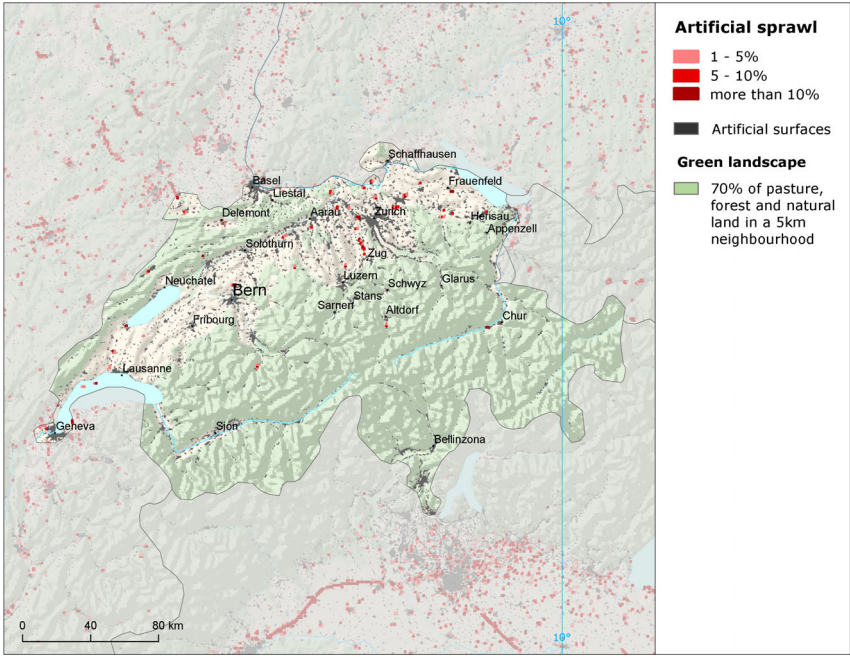 10°
Artificial sprawl
1 - 5%
5 - 10%
more than 10%
Artificial surfaces
Green landscape
70% of pasture,
forest and natural
land in a 5km
neighbourhood
Schaffhausen
Basel
Frauenfeld
Liestal
Delemont
Aarau
Zurich
Herisau
Appenzell
Solothurn
Zug
Neuchatel
Bern
Luzern
Schwyz
Glarus
Stans
Sarnen
Altdorf
Fribourg
Chur
Lausanne
Geneva
Sion
Bellinzona
0 40 80 km
10°